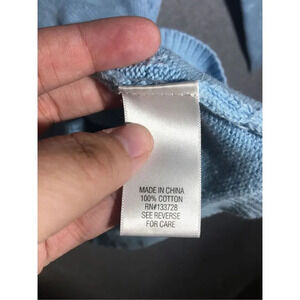 MADE IN CHINA
100% COTTON
RN#133728
SEE REVERSE
FOR CARE